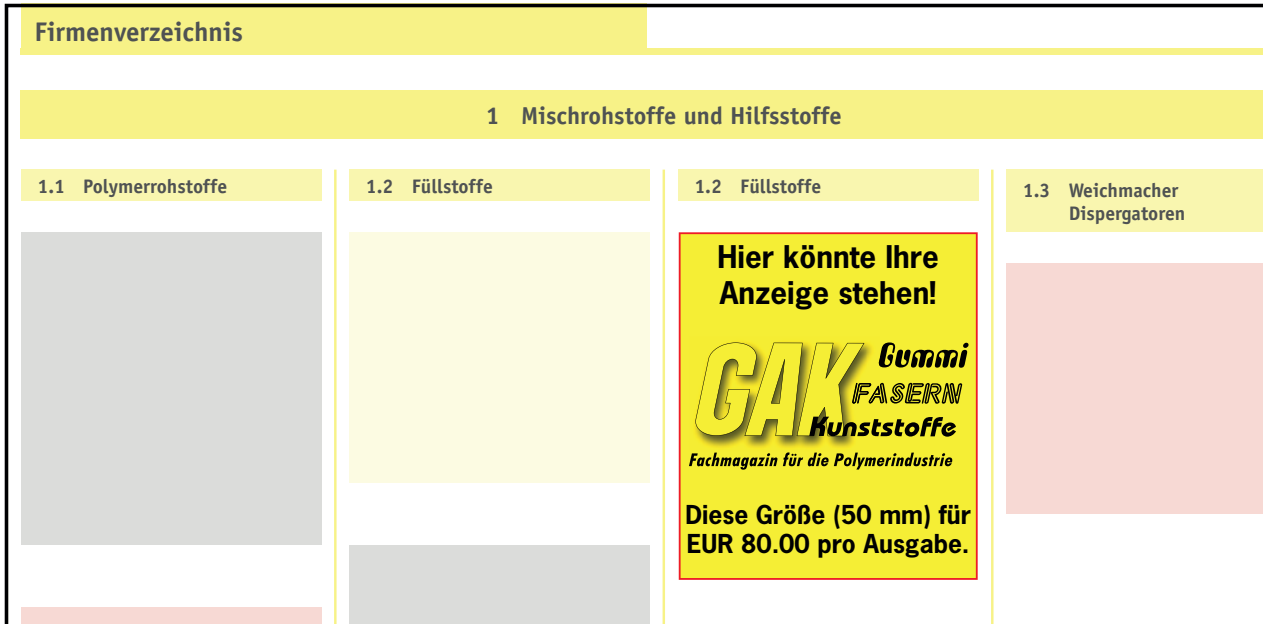 Firmenverzeichnis
1 Mischrohstoffe und Hilfsstoffe
1.1 Polymerrohstoffe
1.2 Füllstoffe
1.2 Füllstoffe
Hier könnte Ihre
Anzeige stehen!
GAK
Gummi
FASERN
Kunststoffe
Fachmagazin für die Polymerindustrie
Diese Größe (50 mm) für
EUR 80.00 pro Ausgabe.
1.3 Weichmacher
Dispergatoren